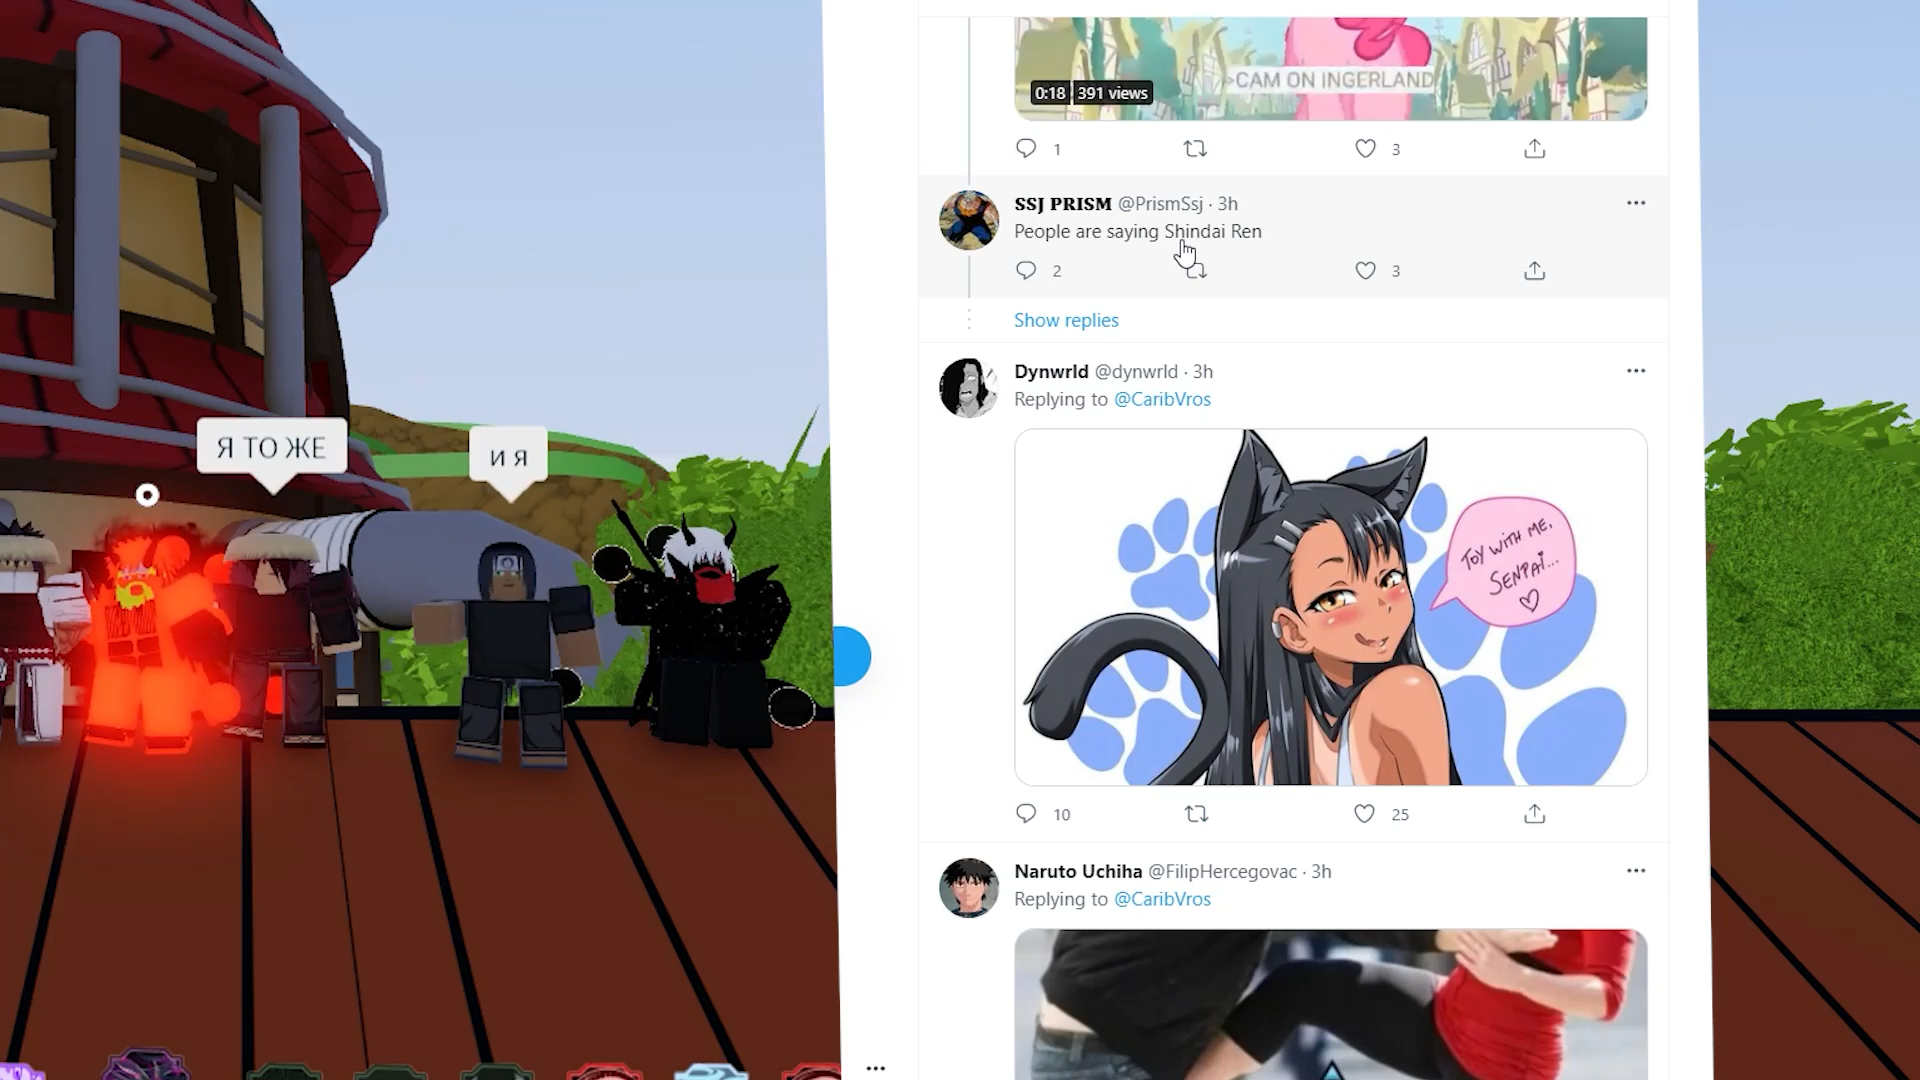 Я ТО ЖЕ
И Я
>CAM ON INGERLAND
0:18 391 views
1
3
SSJ PRISM @PrismSsj · 3h
People are saying Shindai Ren
2
3
Show replies
Dynwrld @dynwrld · 3h
Replying to @CaribVros
TOY WITH ME,
SENPAI...
10
25
Naruto Uchiha @FilipHercegovac · 3h
Replying to @CaribVros